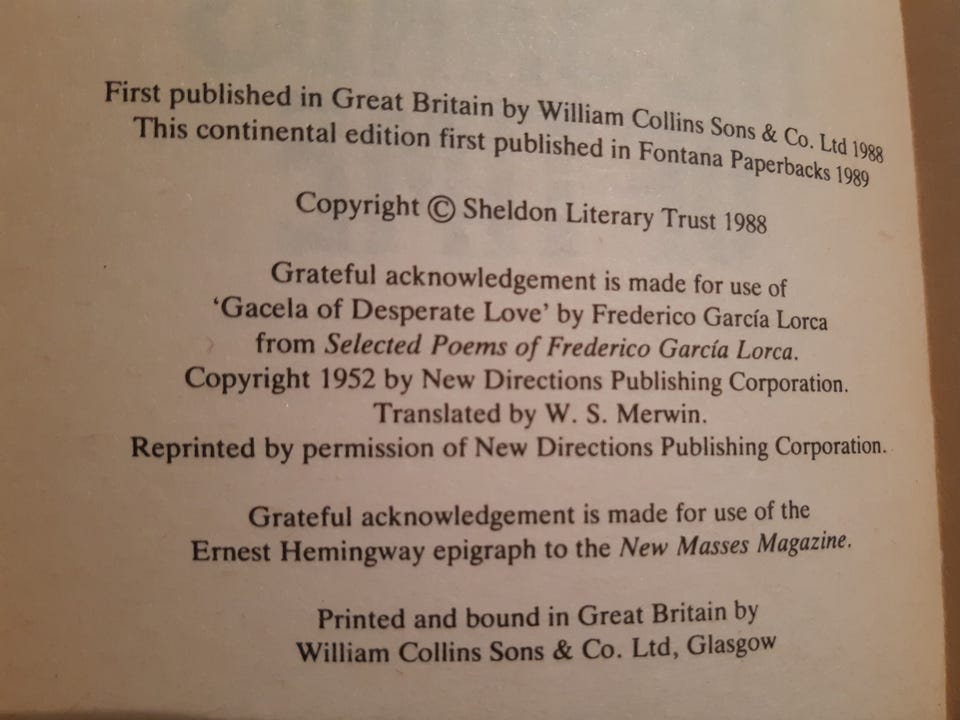 First published in Great Britain by William Collins Sons & Co. Ltd 1988
This continental edition first published in Fontana Paperbacks 1989
Copyright © Sheldon Literary Trust 1988
Grateful acknowledgement is made for use of
‘Gacela of Desperate Love’ by Frederico García Lorca
from Selected Poems of Frederico García Lorca.
Copyright 1952 by New Directions Publishing Corporation.
Translated by W. S. Merwin.
Reprinted by permission of New Directions Publishing Corporation.
Grateful acknowledgement is made for use of the
Ernest Hemingway epigraph to the New Masses Magazine.
Printed and bound in Great Britain by
William Collins Sons & Co. Ltd, Glasgow